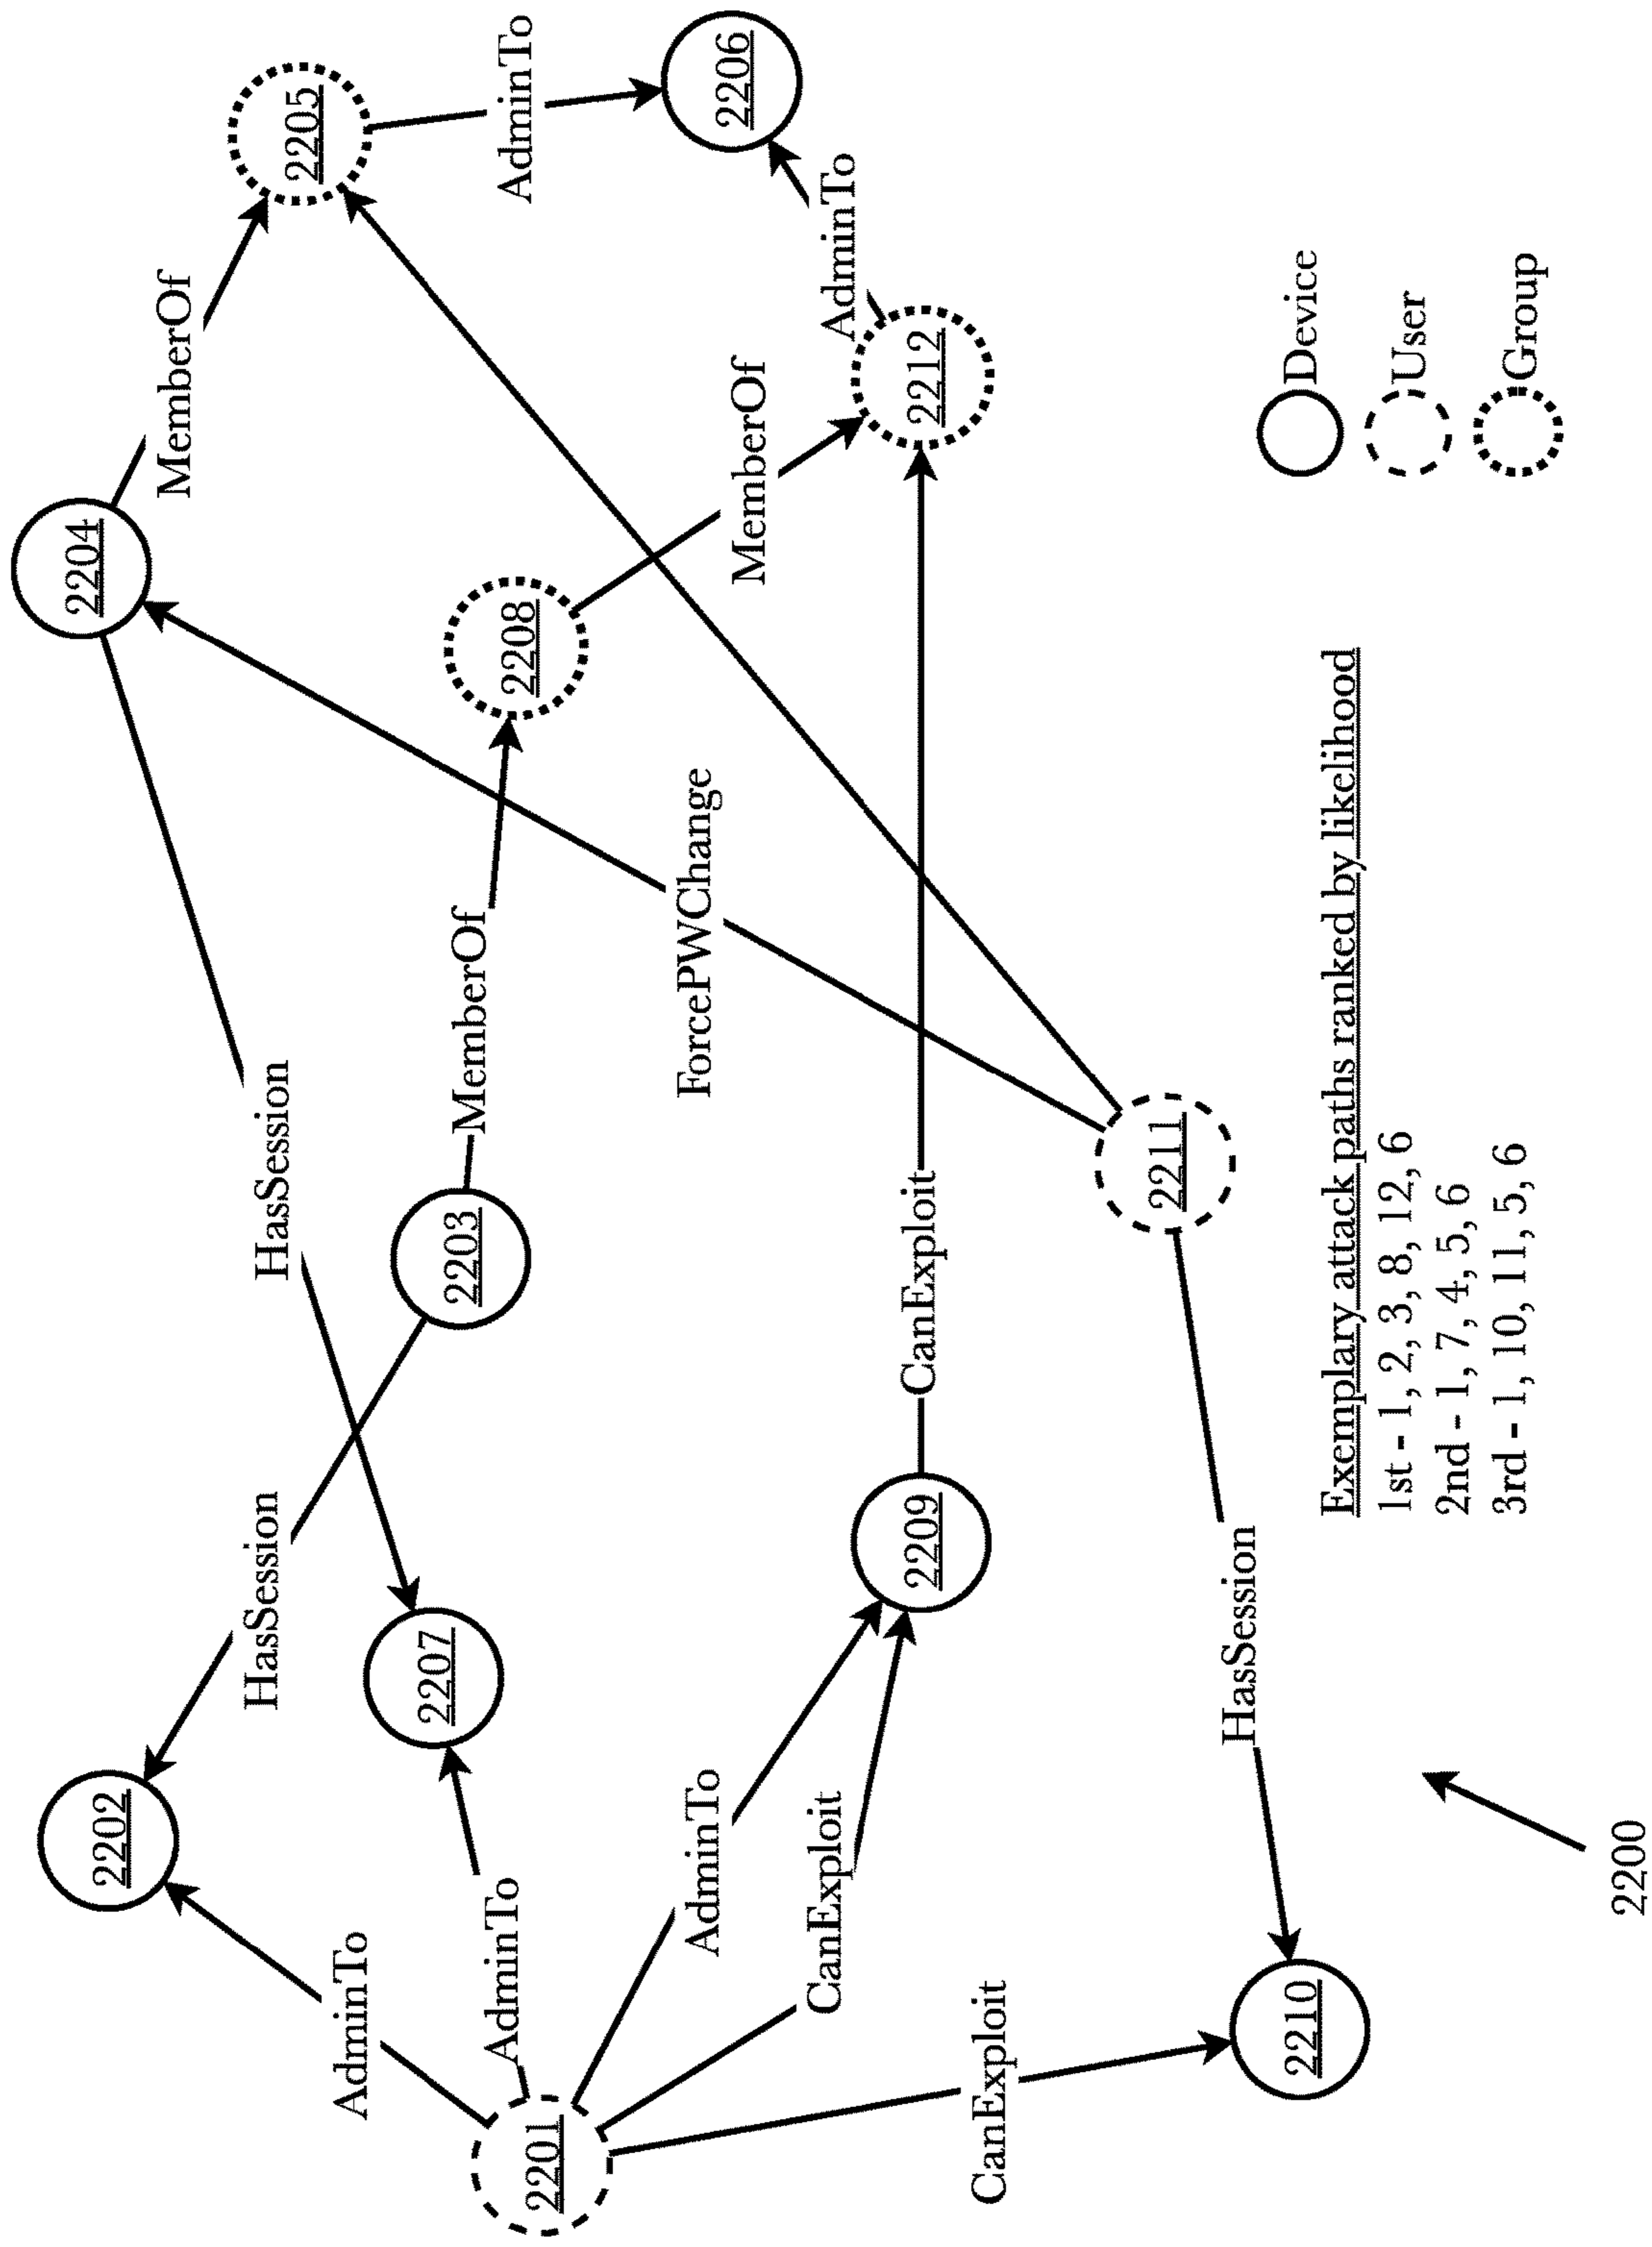 2202
2204
MemberOf
2205
HasSession
HasSession
AdminTo
2207
2203
MemberOf
2208
AdminTo
AdminTo
2201
AdminTo
ForcePWChange
MemberOf
2206
CanExploit
AdminTo
2209
CanExploit
2212
CanExploit
2211
HasSession
2210
Device
User
Group
Exemplary attack paths ranked by likelihood
1st - 1, 2, 3, 8, 12, 6
2nd - 1, 7, 4, 5, 6
3rd - 1, 10, 11, 5, 6
2200